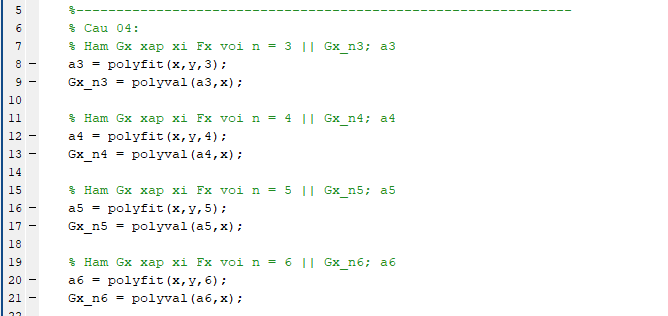 5 %----------------------------------------------------------------
6 % Cau 04:
7 % Ham Gx xap xi Fx voi n = 3 || Gx_n3; a3
8 - a3 = polyfit(x,y,3);
9 - Gx_n3 = polyval(a3,x);
10
11 % Ham Gx xap xi Fx voi n = 4 || Gx_n4; a4
12 - a4 = polyfit(x,y,4);
13 - Gx_n4 = polyval(a4,x);
14
15 % Ham Gx xap xi Fx voi n = 5 || Gx_n5; a5
16 - a5 = polyfit(x,y,5);
17 - Gx_n5 = polyval(a5,x);
18
19 % Ham Gx xap xi Fx voi n = 6 || Gx_n6; a6
20 - a6 = polyfit(x,y,6);
21 - Gx_n6 = polyval(a6,x);